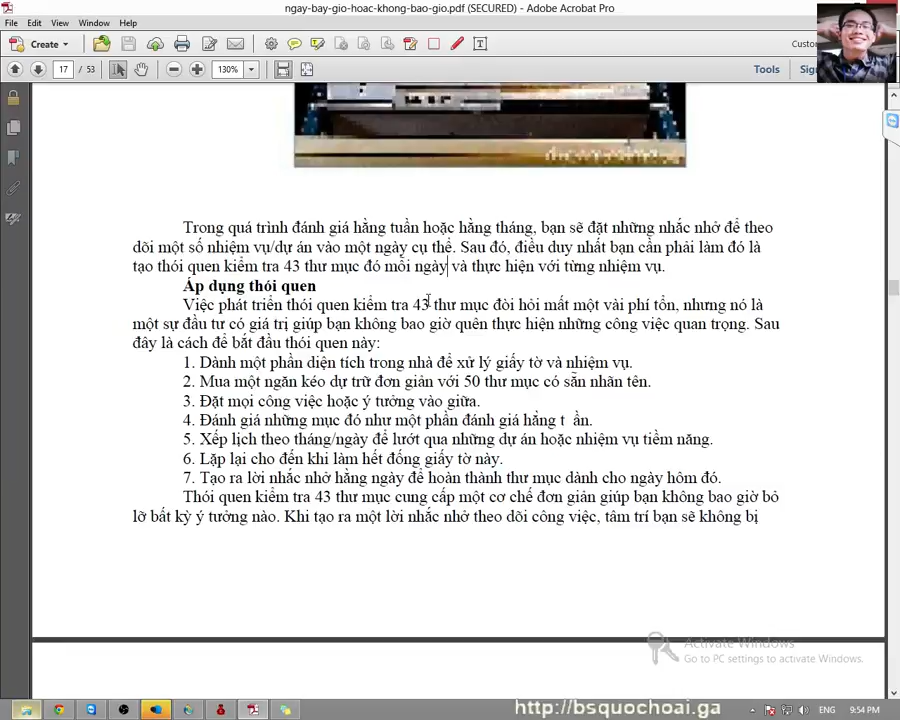 ngay-bay-gio-hoac-khong-bao-gio.pdf (SECURED) - Adobe Acrobat Pro
File Edit View Window Help
Create
17 / 53
130%
Tools
Trong quá trình đánh giá hằng tuần hoặc hằng tháng, bạn sẽ đặt những nhắc nhở để theo
dõi một số nhiệm vụ/dự án vào một ngày cụ thể. Sau đó, điều duy nhất bạn cần phải làm đó là
tạo thói quen kiểm tra 43 thư mục đó mỗi ngày và thực hiện với từng nhiệm vụ.
Áp dụng thói quen
Việc phát triển thói quen kiểm tra 43 thư mục đòi hỏi mất một vài phí tổn, nhưng nó là
một sự đầu tư có giá trị giúp bạn không bao giờ quên thực hiện những công việc quan trọng. Sau
đây là cách để bắt đầu thói quen này:
1. Dành một phần diện tích trong nhà để xử lý giấy tờ và nhiệm vụ.
2. Mua một ngăn kéo dự trữ đơn giản với 50 thư mục có sẵn nhãn tên.
3. Đặt mọi công việc hoặc ý tưởng vào giữa.
4. Đánh giá những mục đó như một phần đánh giá hằng t ần.
5. Xếp lịch theo tháng/ngày để lướt qua những dự án hoặc nhiệm vụ tiềm năng.
6. Lặp lại cho đến khi làm hết đống giấy tờ này.
7. Tạo ra lời nhắc nhở hằng ngày để hoàn thành thư mục dành cho ngày hôm đó.
Thói quen kiểm tra 43 thư mục cung cấp một cơ chế đơn giản giúp bạn không bao giờ bỏ
lỡ bất kỳ ý tưởng nào. Khi tạo ra một lời nhắc nhở theo dõi công việc, tâm trí bạn sẽ không bị
Activate Windows
Go to PC settings to activate Windows.
http://bsquochoai.ga
ENG 9:54 PM